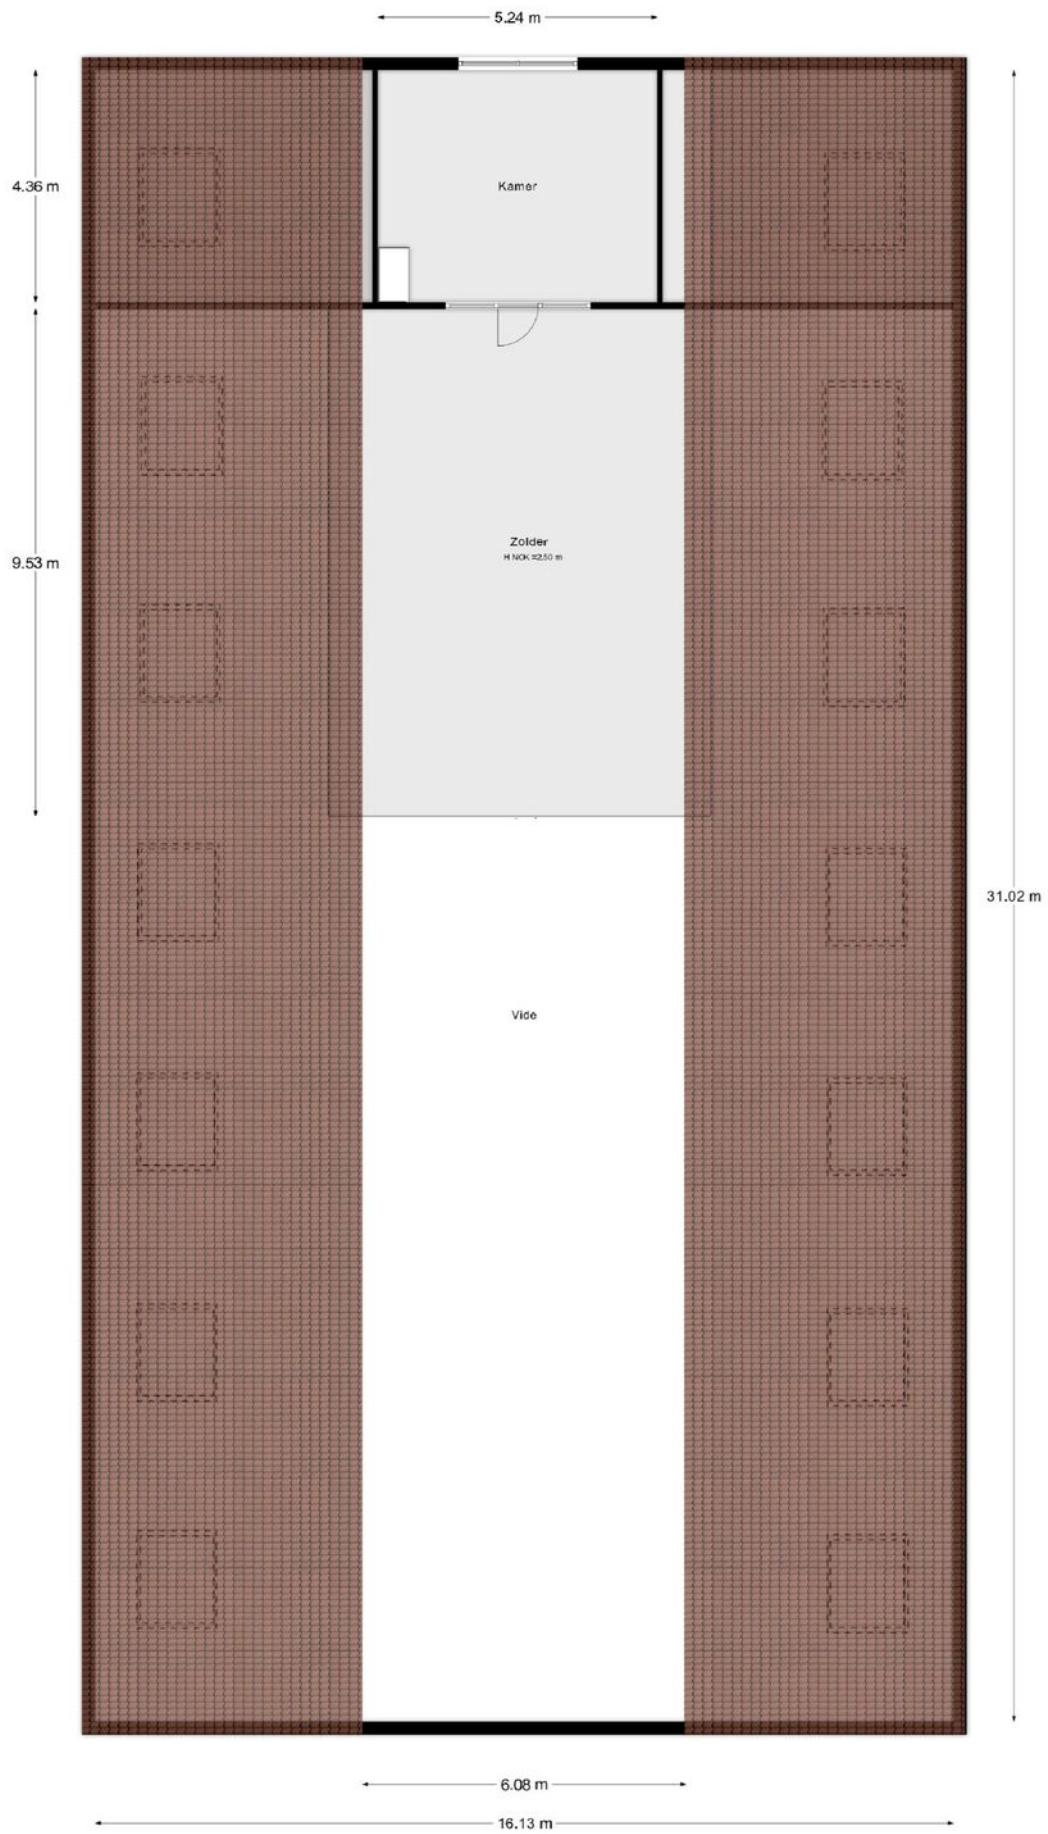 5.24 m
4.36 m
Kamer
9.53 m
Zolder
H NOK =2.50 m
31.02 m
Vide
6.08 m
16.13 m